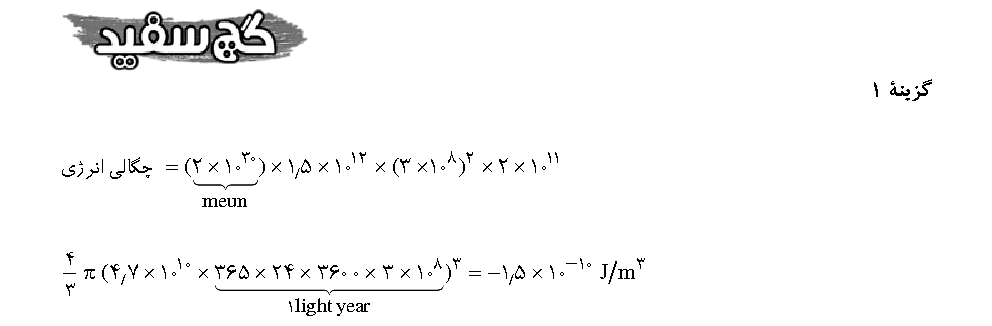 گچ سفید
گزینهٔ ۱
چگالی انرژی = (۲ × ۱۰^۳۰) × ۱٫۵ × ۱۰^۱۲ × (۳ × ۱۰^۸)^۲ × ۲ × ۱۰^۱۱
meun
۴/۳ π (۴٫۷ × ۱۰^۱۰ × ۳۶۵ × ۲۴ × ۳۶۰۰ × ۳ × ۱۰^۸)^۳ = −۱٫۵ × ۱۰^−۱۰ J/m^۳
۱light year